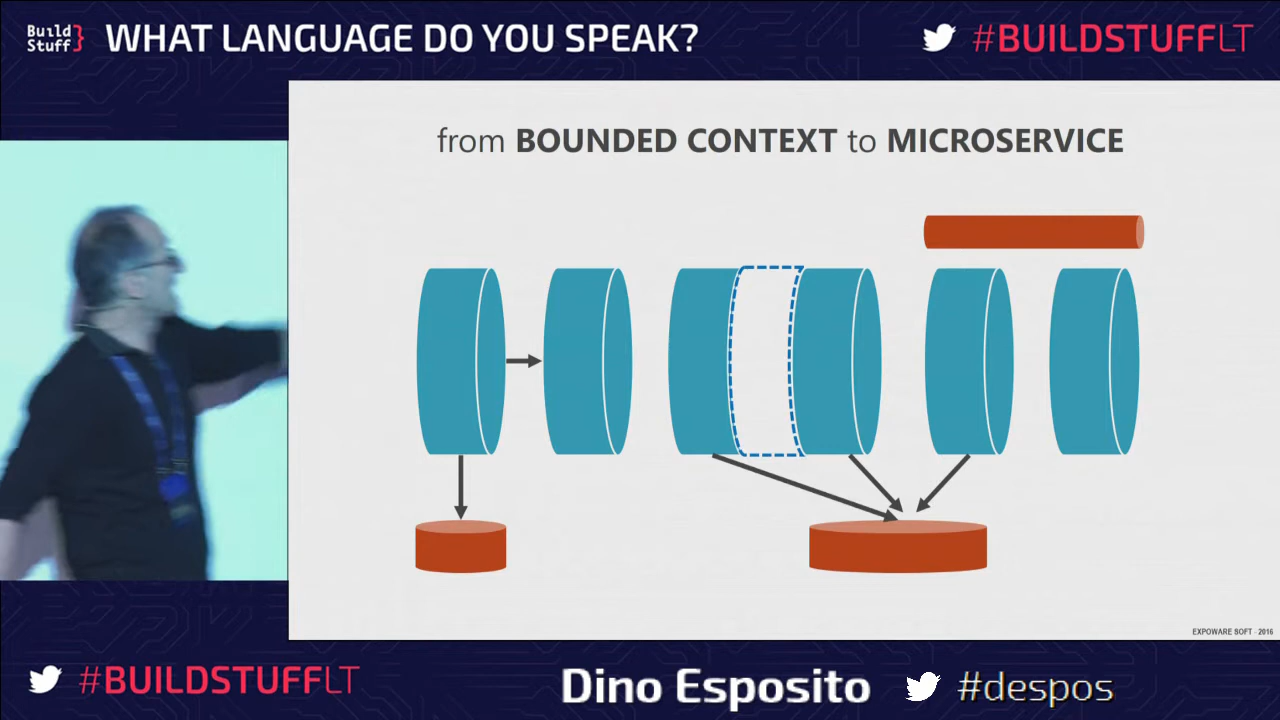 Build
Stuff}
WHAT LANGUAGE DO YOU SPEAK?
#BUILDSTUFFLT
from BOUNDED CONTEXT to MICROSERVICE
EXPOWARE SOFT - 2016
#BUILDSTUFFLT
Dino Esposito
#despos